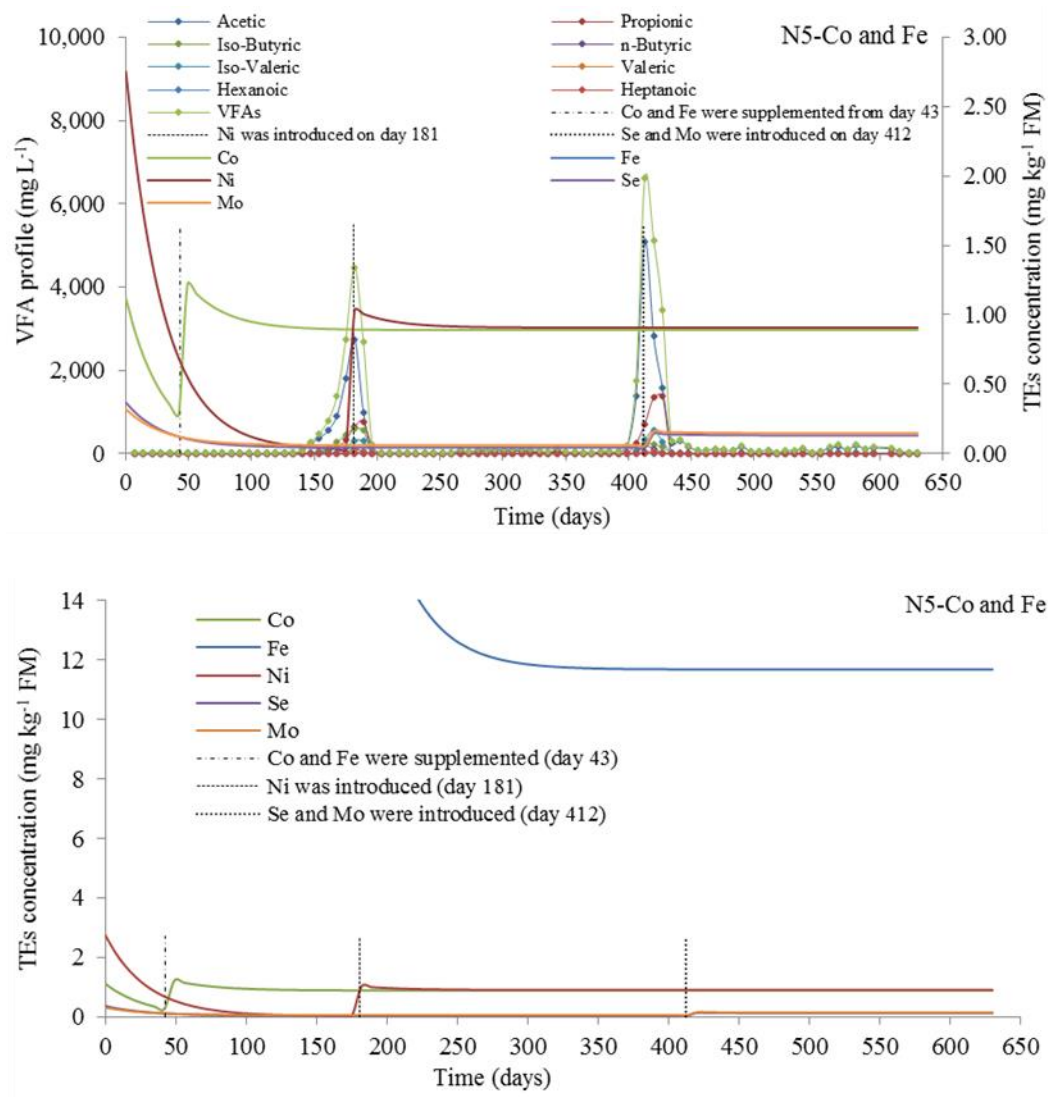 N5-Co and Fe
Acetic
Propionic
Iso-Butyric
n-Butyric
Iso-Valeric
Valeric
Hexanoic
Heptanoic
VFAs
Co and Fe were supplemented from day 43
Ni was introduced on day 181
Se and Mo were introduced on day 412
Co
Fe
Ni
Se
Mo
VFA profile (mg L⁻¹)
10,000
8,000
6,000
4,000
2,000
0
3.00
2.50
2.00
1.50
1.00
0.50
0.00
TEs concentration (mg kg⁻¹ FM)
0 50 100 150 200 250 300 350 400 450 500 550 600 650
Time (days)
N5-Co and Fe
Co
Fe
Ni
Se
Mo
Co and Fe were supplemented (day 43)
Ni was introduced (day 181)
Se and Mo were introduced (day 412)
TEs concentration (mg kg⁻¹ FM)
14
12
10
8
6
4
2
0
0 50 100 150 200 250 300 350 400 450 500 550 600 650
Time (days)